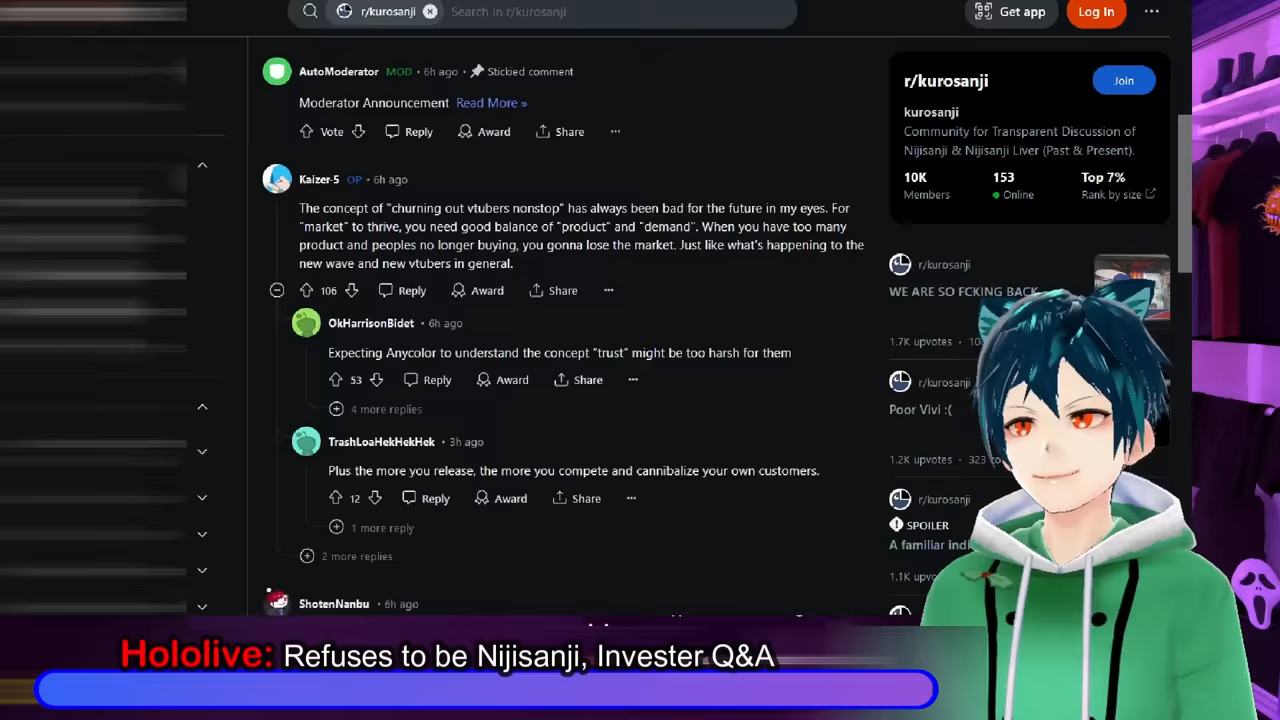 r/kurosanji
Search in r/kurosanji
Get app
Log In
AutoModerator MOD • 6h ago • Stickied comment
Moderator Announcement Read More »
Vote Reply Award Share
Kaizer-5 OP • 6h ago
The concept of "churning out vtubers nonstop" has always been bad for the future in my eyes. For
"market" to thrive, you need good balance of "product" and "demand". When you have too many
product and peoples no longer buying, you gonna lose the market. Just like what's happening to the
new wave and new vtubers in general.
106 Reply Award Share
OkHarrisonBidet • 6h ago
Expecting Anycolor to understand the concept "trust" might be too harsh for them
53 Reply Award Share
4 more replies
TrashLoaHekHekHek • 3h ago
Plus the more you release, the more you compete and cannibalize your own customers.
12 Reply Award Share
1 more reply
2 more replies
ShotenNanbu • 6h ago
r/kurosanji
Join
kurosanji
Community for Transparent Discussion of
Nijisanji & Nijisanji Liver (Past & Present).
10K 153 Top 7%
Members Online Rank by size
r/kurosanji
WE ARE SO FCKING BACK
1.7K upvotes
r/kurosanji
Poor Vivi :(
1.2K upvotes • 323
r/kurosanji
SPOILER
A familiar
1.1K
Hololive: Refuses to be Nijisanji, Invester Q&A